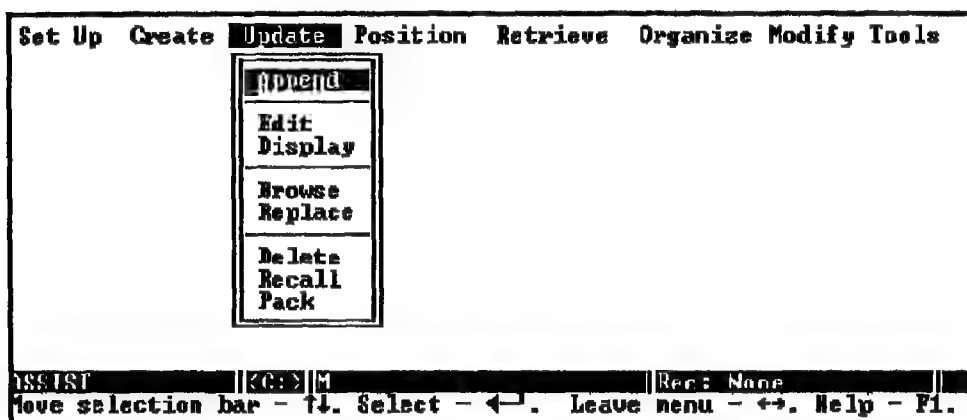 Set Up Create Update Position Retrieve Organize Modify Tools
Append
Edit
Display
Browse
Replace
Delete
Recall
Pack
ASSIST <C:> M Rec: None
Move selection bar - ↑↓. Select - ←┘. Leave menu - ↔. Help - F1.